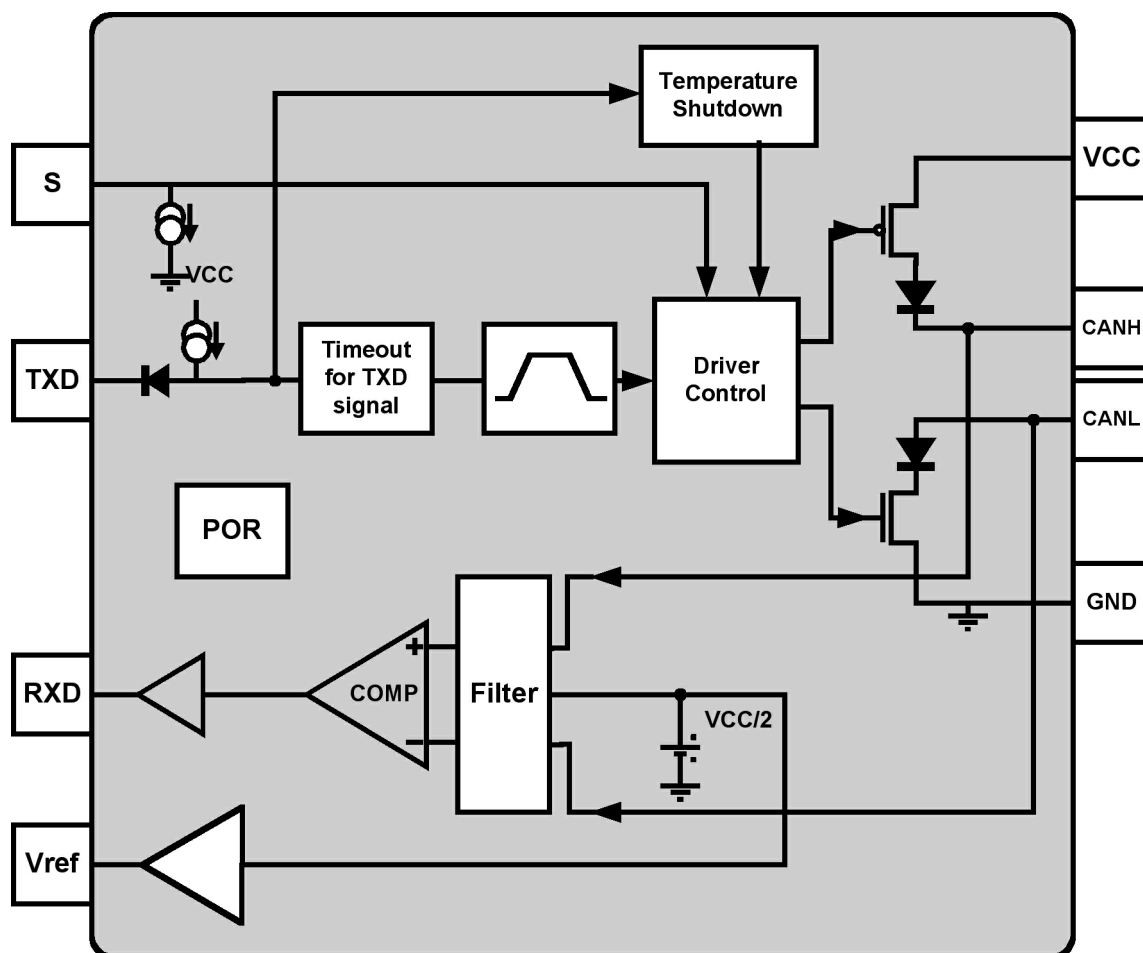 Temperature
Shutdown
VCC
S
VCC
CANH
TXD
Timeout
for TXD
signal
Driver
Control
CANL
POR
GND
RXD
COMP
+
−
Filter
VCC/2
Vref